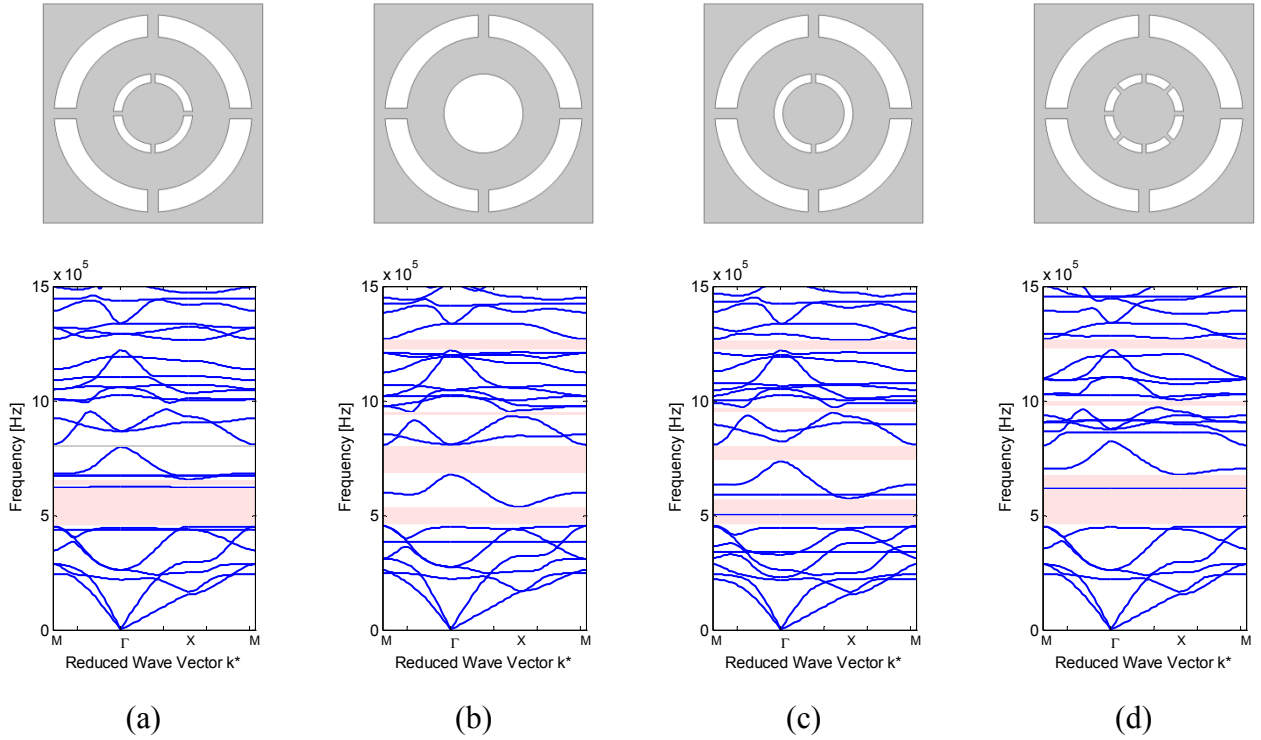 x 10^5 x 10^5 x 10^5 x 10^5
15 15 15 15
10 10 10 10
5 5 5 5
0 0 0 0
Frequency [Hz] Frequency [Hz] Frequency [Hz] Frequency [Hz]
M Γ X M M Γ X M M Γ X M M Γ X M
Reduced Wave Vector k* Reduced Wave Vector k* Reduced Wave Vector k* Reduced Wave Vector k*
(a) (b) (c) (d)